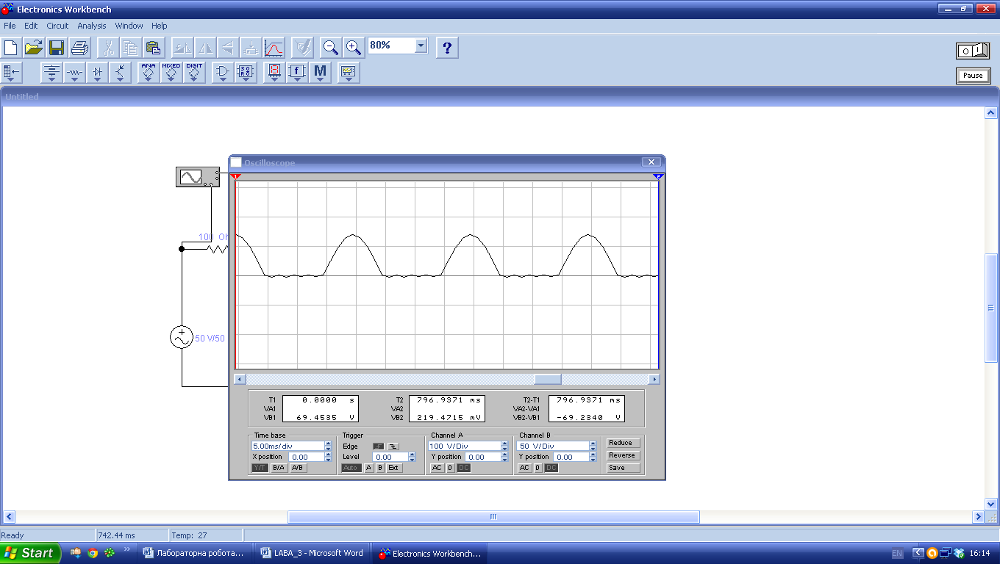 Electronics Workbench
File Edit Circuit Analysis Window Help
80%
?
Pause
ANA MIXED DIGIT
f M
Untitled
Oscilloscope
1 2
100
50 V/50
T1 0.0000 s T2 796.9371 ms T2-T1 796.9371 ms
VA1 VA2 VA2-VA1
VB1 69.4535 V VB2 219.4715 mV VB2-VB1 -69.2340 V
Time base Trigger Channel A Channel B
5.00ms/div Edge 100 V/Div 50 V/Div Reduce
X position 0.00 Level 0.00 Y position 0.00 Y position 0.00 Reverse
Y/T B/A A/B Auto A B Ext AC 0 DC AC 0 DC Save
Ready 742.44 ms Temp: 27
Start Лабораторна робота... LABA_3 - Microsoft Word Electronics Workbench... EN 16:14